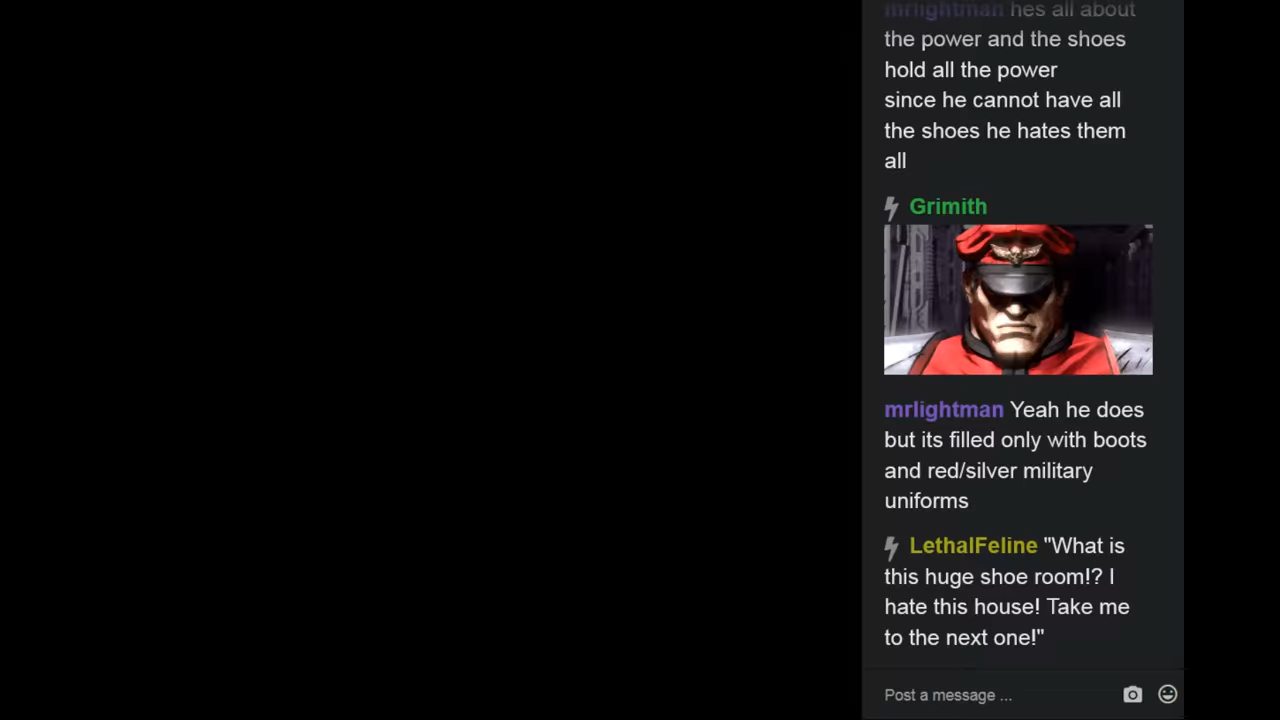 mrlightman hes all about
the power and the shoes
hold all the power
since he cannot have all
the shoes he hates them
all
Grimith
mrlightman Yeah he does
but its filled only with boots
and red/silver military
uniforms
LethalFeline "What is
this huge shoe room!? I
hate this house! Take me
to the next one!"
Post a message ...